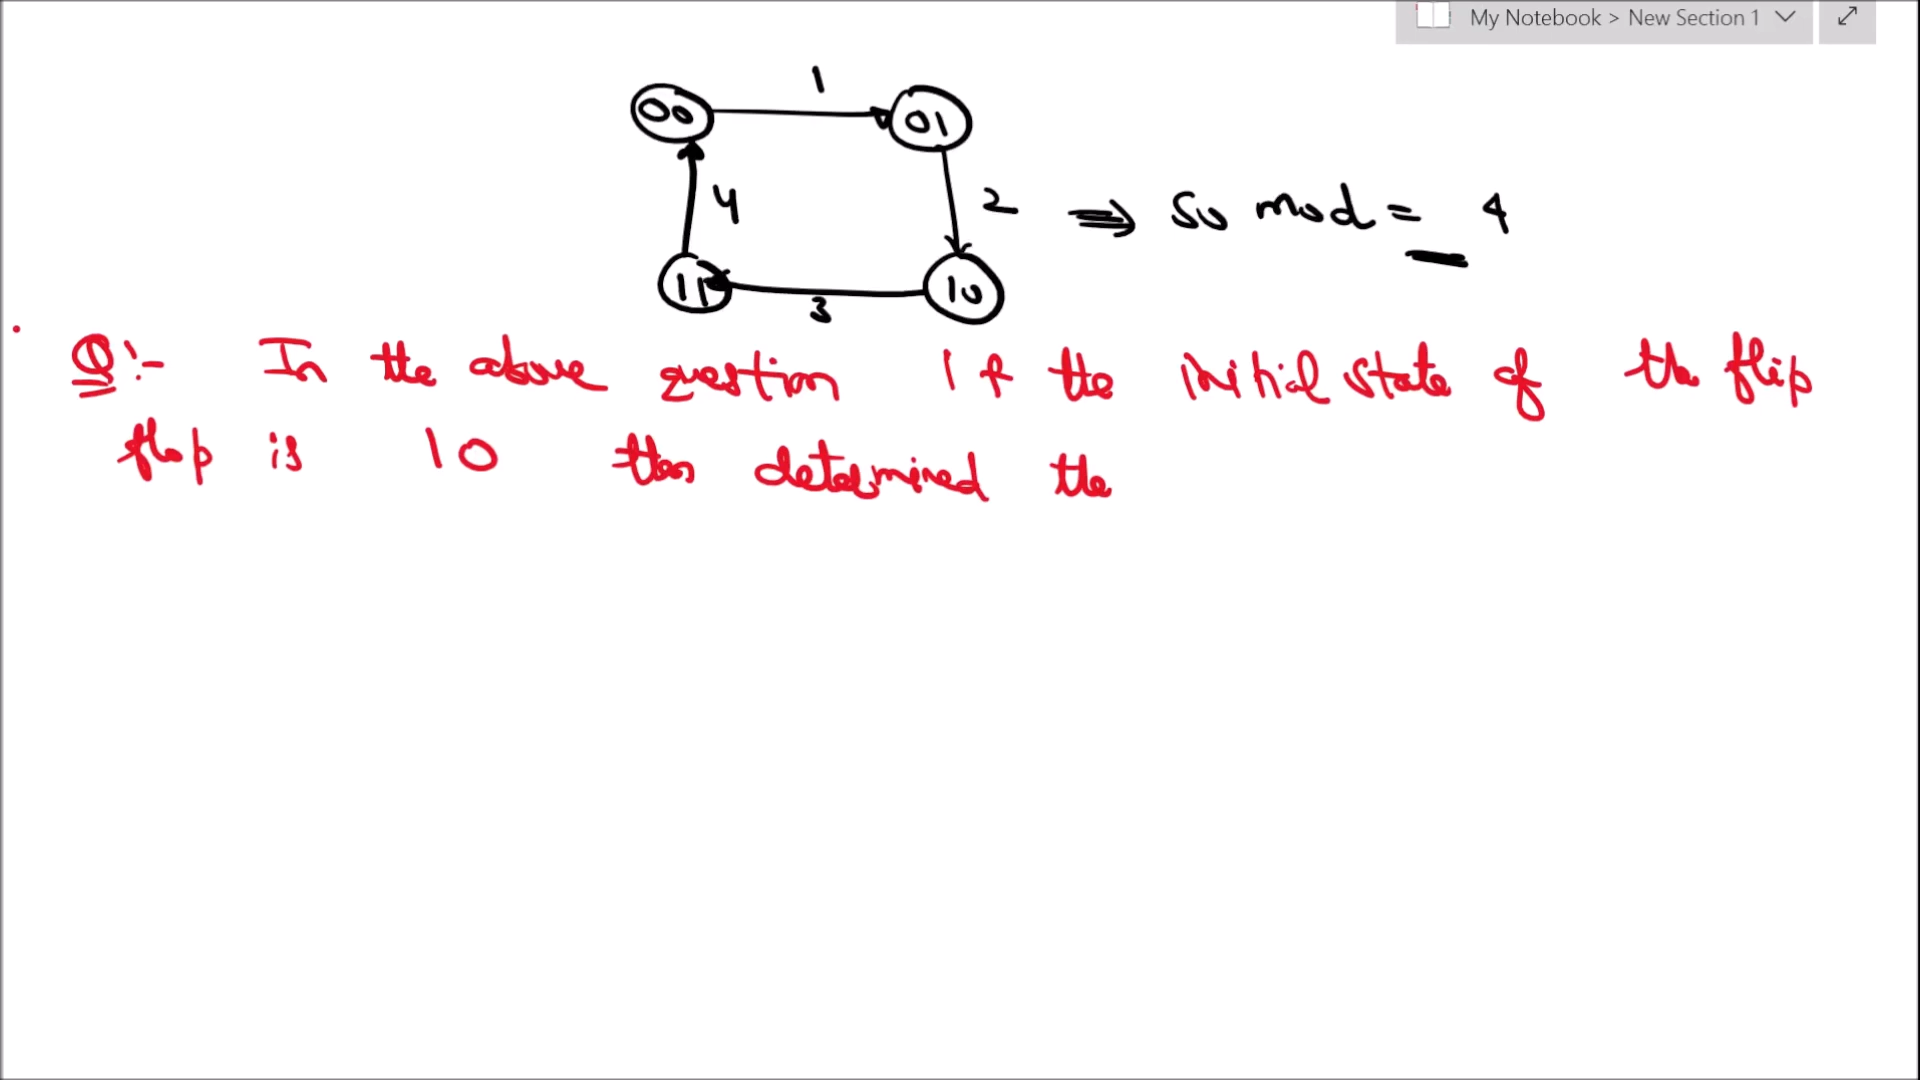 My Notebook > New Section 1
1
00
01
4
2
⇒ So mod = 4
11
10
3
Q:- In the above question if the initial state of the flip
flop is 10 then determined the